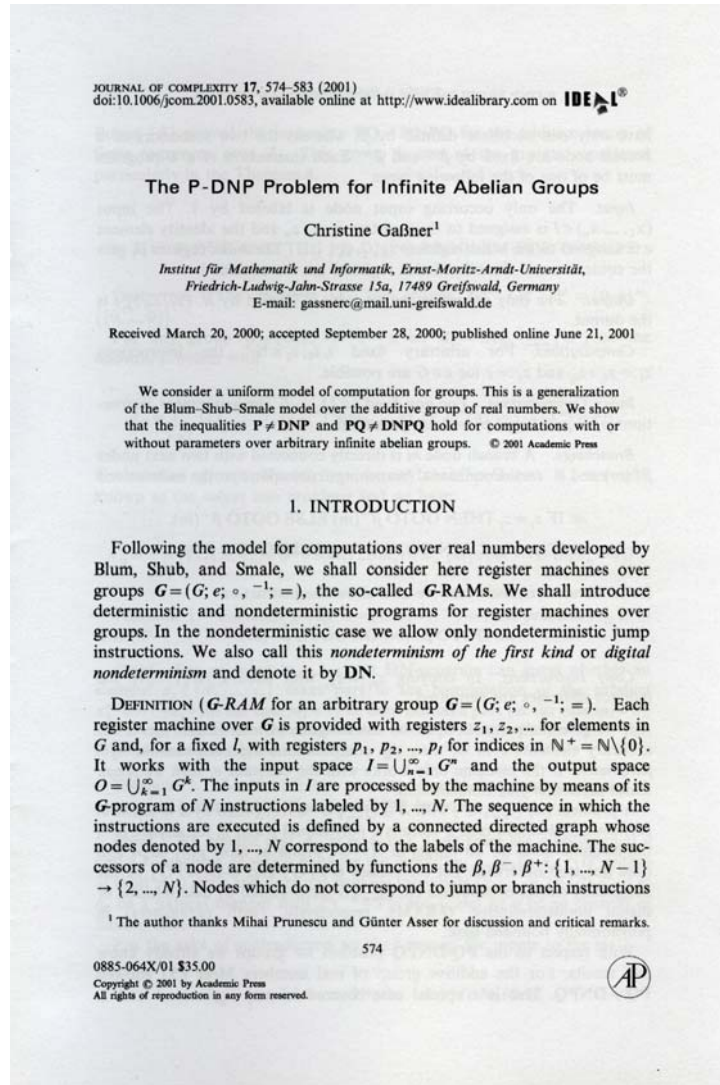 JOURNAL OF COMPLEXITY 17, 574–583 (2001)
doi:10.1006/jcom.2001.0583, available online at http://www.idealibrary.com on IDEAL®
The P-DNP Problem for Infinite Abelian Groups
Christine Gaßner¹
Institut für Mathematik und Informatik, Ernst-Moritz-Arndt-Universität,
Friedrich-Ludwig-Jahn-Strasse 15a, 17489 Greifswald, Germany
E-mail: gassnerc@mail.uni-greifswald.de
Received March 20, 2000; accepted September 28, 2000; published online June 21, 2001
We consider a uniform model of computation for groups. This is a generalization
of the Blum–Shub–Smale model over the additive group of real numbers. We show
that the inequalities P ≠ DNP and PQ ≠ DNPQ hold for computations with or
without parameters over arbitrary infinite abelian groups. © 2001 Academic Press
1. INTRODUCTION
Following the model for computations over real numbers developed by
Blum, Shub, and Smale, we shall consider here register machines over
groups G=(G; e; ∘, ⁻¹; =), the so-called G-RAMs. We shall introduce
deterministic and nondeterministic programs for register machines over
groups. In the nondeterministic case we allow only nondeterministic jump
instructions. We also call this nondeterminism of the first kind or digital
nondeterminism and denote it by DN.
DEFINITION (G-RAM for an arbitrary group G=(G; e; ∘, ⁻¹; =). Each
register machine over G is provided with registers z₁, z₂, ... for elements in
G and, for a fixed l, with registers p₁, p₂, ..., pₗ for indices in ℕ⁺ = ℕ\{0}.
It works with the input space I=⋃∞n=1 Gⁿ and the output space
O=⋃∞k=1 Gᵏ. The inputs in I are processed by the machine by means of its
G-program of N instructions labeled by 1, ..., N. The sequence in which the
instructions are executed is defined by a connected directed graph whose
nodes denoted by 1, ..., N correspond to the labels of the machine. The suc-
cessors of a node are determined by functions the β, β⁻, β⁺: {1, ..., N−1}
→ {2, ..., N}. Nodes which do not correspond to jump or branch instructions
¹ The author thanks Mihai Prunescu and Günter Asser for discussion and critical remarks.
574
0885-064X/01 $35.00
Copyright © 2001 by Academic Press
All rights of reproduction in any form reserved.
AP